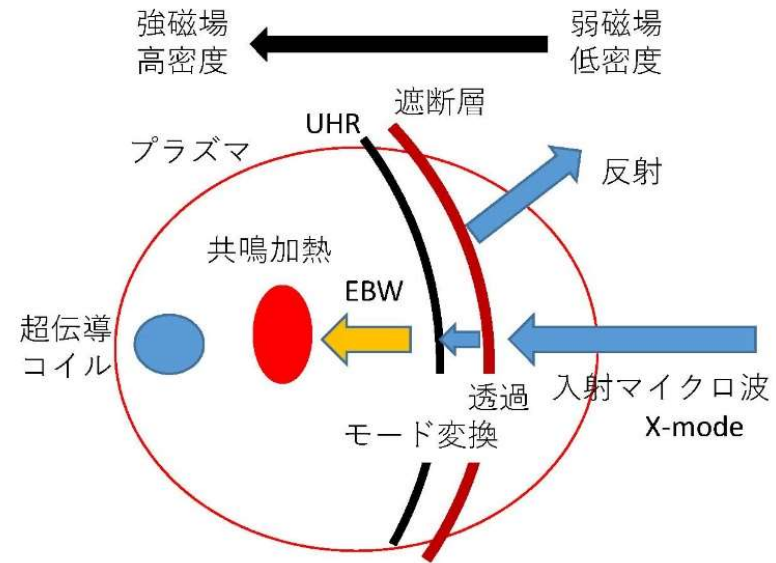 強磁場
高密度
弱磁場
低密度
遮断層
UHR
プラズマ
反射
共鳴加熱
EBW
超伝導
コイル
入射マイクロ波
X-mode
透過
モード変換